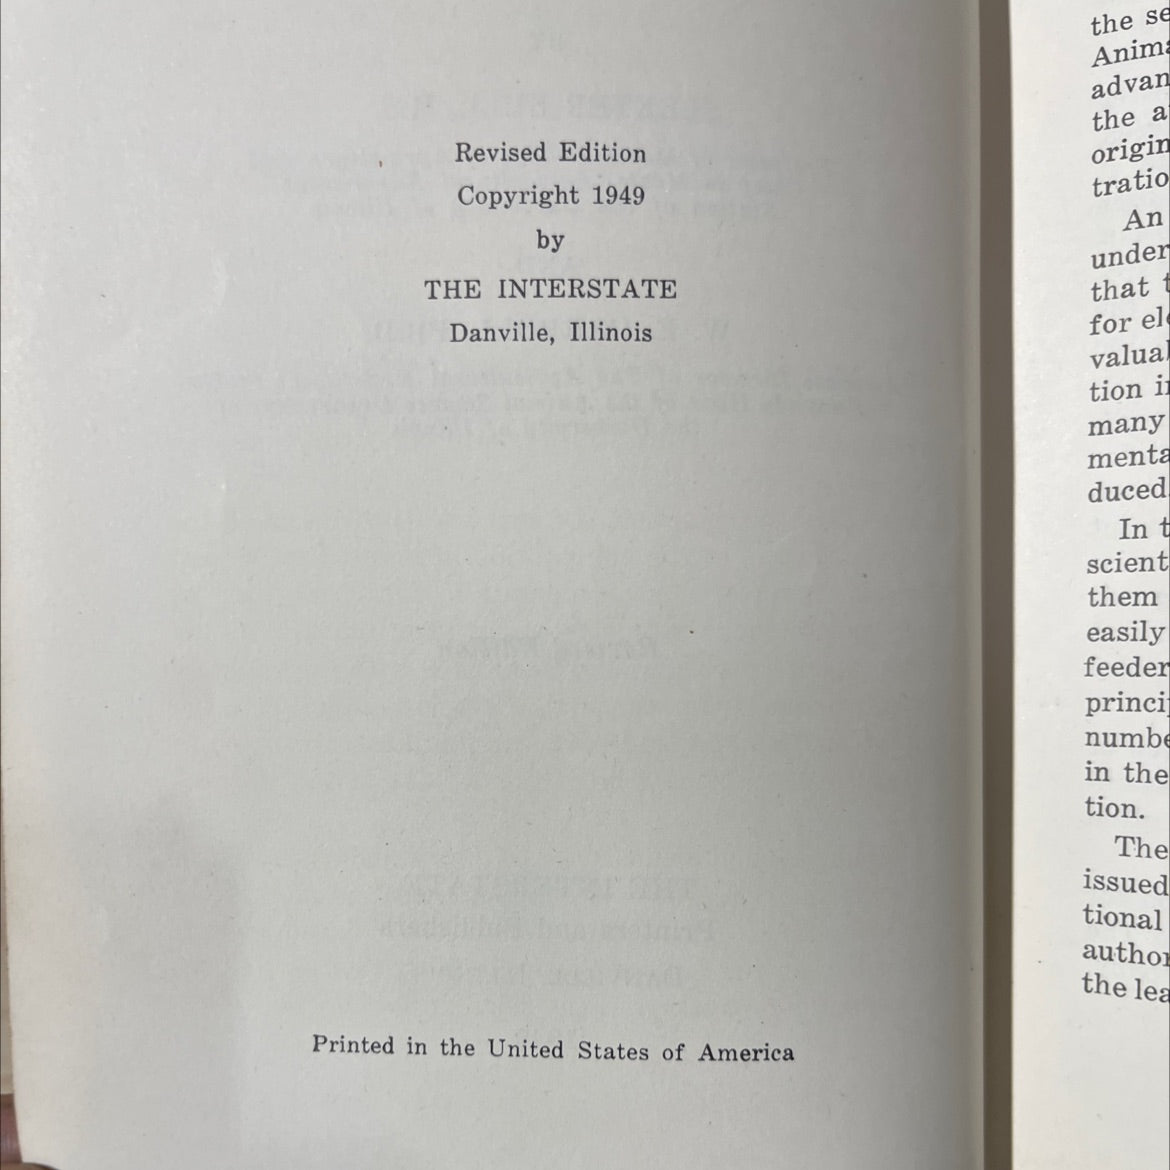 Revised Edition
Copyright 1949
by
THE INTERSTATE
Danville, Illinois
Printed in the United States of America
the
Anima
advan
the a
origin
tratio
An
under
that t
for
valual
tion
many
menta
duced
In t
scient
them
easily
feeder
princi
numbe
in the
tion.
The
issued
tional
author
the lea